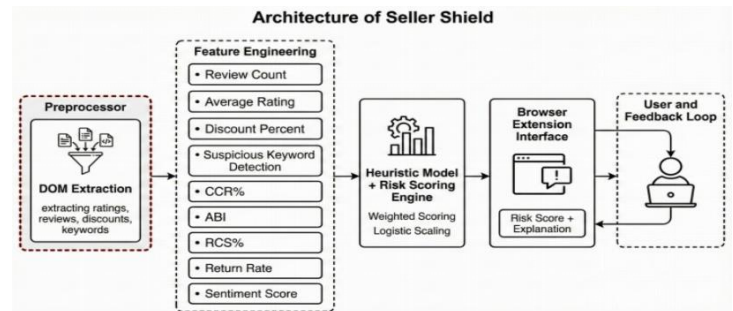 Architecture of Seller Shield
Preprocessor
DOM Extraction
extracting ratings,
reviews, discounts,
keywords
Feature Engineering
• Review Count
• Average Rating
• Discount Percent
• Suspicious Keyword
Detection
• CCR%
• ABI
• RCS%
• Return Rate
• Sentiment Score
Heuristic Model
+ Risk Scoring
Engine
Weighted Scoring
Logistic Scaling
Browser
Extension
Interface
Risk Score +
Explanation
User and
Feedback Loop